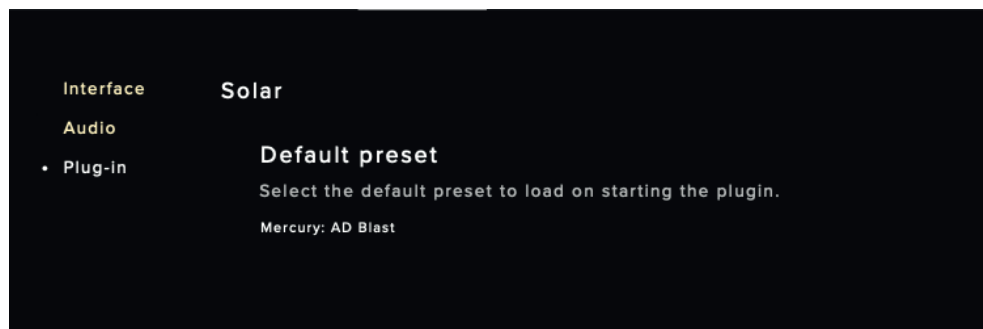 Interface
Audio
Plug-in
Solar
Default preset
Select the default preset to load on starting the plugin.
Mercury: AD Blast